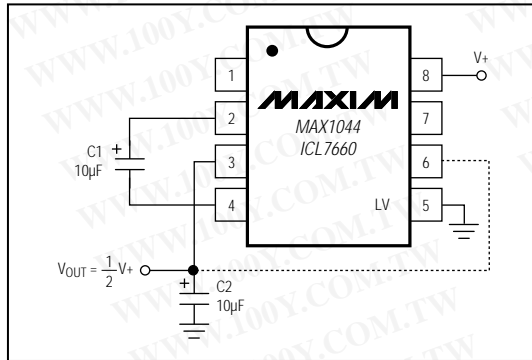 WWW.100Y.COM.TW
V+
1
8
MAXIM
2
7
MAX1044
ICL7660
C1
+
10µF
3
6
4
LV
5
VOUT = 1/2 V+
+
C2
10µF